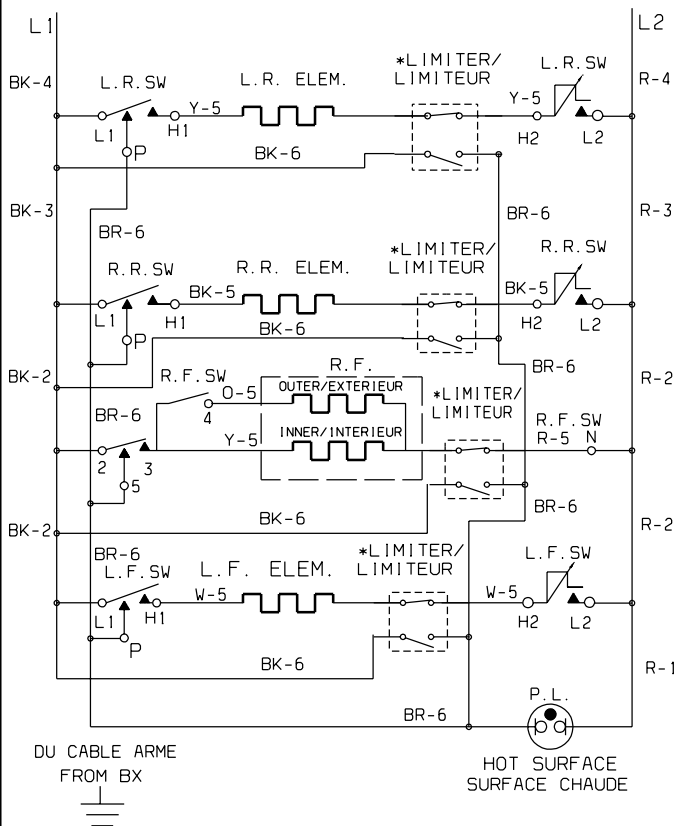 L1
L2
BK-4
L.R.SW
L.R. ELEM.
*LIMITER/
LIMITEUR
L.R.SW
R-4
L1
H1
Y-5
Y-5
H2
L2
P
BK-6
BK-3
BR-6
BR-6
R-3
R.R.SW
R.R. ELEM.
*LIMITER/
LIMITEUR
R.R.SW
L1
H1
BK-5
BK-5
H2
L2
P
BK-6
BK-2
R.F.SW
R.F.
BR-6
R-2
OUTER/EXTERIEUR
O-5
4
*LIMITER/
LIMITEUR
BR-6
R.F.SW
INNER/INTERIEUR
Y-5
R-5
N
2
3
5
BK-6
BR-6
BK-2
R-2
BR-6
L.F.SW
L.F. ELEM.
*LIMITER/
LIMITEUR
L.F.SW
W-5
W-5
L1
H1
H2
L2
P
BK-6
R-1
P.L.
BR-6
DU CABLE ARME
FROM BX
HOT SURFACE
SURFACE CHAUDE